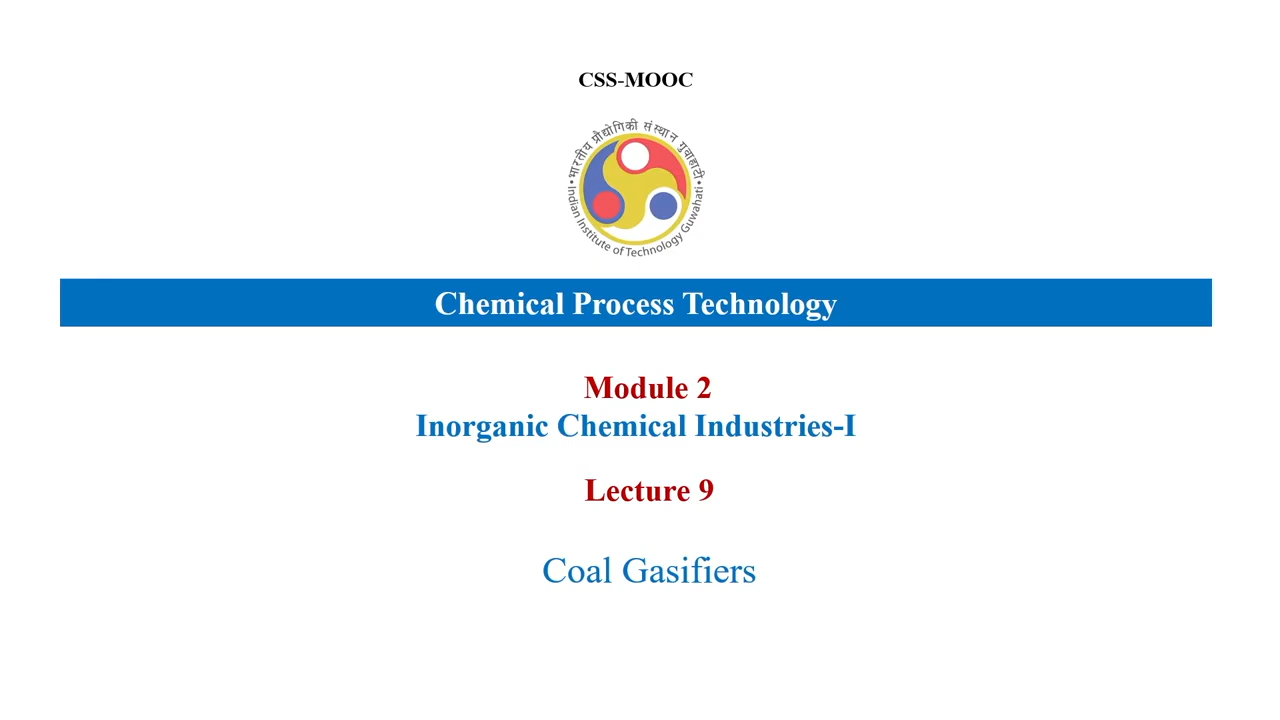 CSS-MOOC
भारतीय प्रौद्योगिकी संस्थान गुवाहाटी
Indian Institute of Technology Guwahati
Chemical Process Technology
Module 2
Inorganic Chemical Industries-I
Lecture 9
Coal Gasifiers